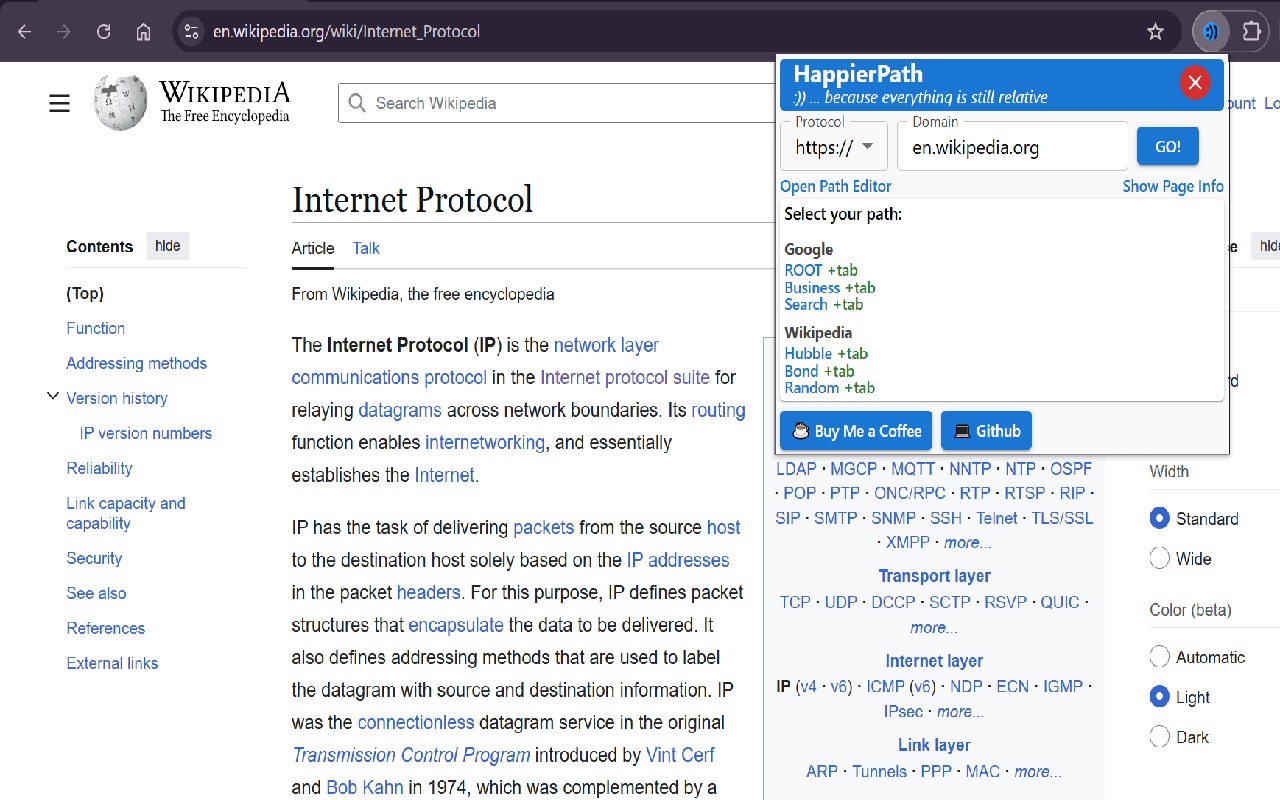 en.wikipedia.org/wiki/Internet_Protocol
WIKIPEDIA
The Free Encyclopedia
Search Wikipedia
HappierPath
:)) ... because everything is still relative
Protocol
https://
Domain
en.wikipedia.org
GO!
Open Path Editor
Show Page Info
Select your path:
Google
ROOT +tab
Business +tab
Search +tab
Wikipedia
Hubble +tab
Bond +tab
Random +tab
Buy Me a Coffee
Github
Contents hide
(Top)
Function
Addressing methods
Version history
IP version numbers
Reliability
Link capacity and
capability
Security
See also
References
External links
Internet Protocol
Article Talk
From Wikipedia, the free encyclopedia
The Internet Protocol (IP) is the network layer
communications protocol in the Internet protocol suite for
relaying datagrams across network boundaries. Its routing
function enables internetworking, and essentially
establishes the Internet.
IP has the task of delivering packets from the source host
to the destination host solely based on the IP addresses
in the packet headers. For this purpose, IP defines packet
structures that encapsulate the data to be delivered. It
also defines addressing methods that are used to label
the datagram with source and destination information. IP
was the connectionless datagram service in the original
Transmission Control Program introduced by Vint Cerf
and Bob Kahn in 1974, which was complemented by a
LDAP · MGCP · MQTT · NNTP · NTP · OSPF
· POP · PTP · ONC/RPC · RTP · RTSP · RIP ·
SIP · SMTP · SNMP · SSH · Telnet · TLS/SSL
· XMPP · more...
Transport layer
TCP · UDP · DCCP · SCTP · RSVP · QUIC ·
more...
Internet layer
IP (v4 · v6) · ICMP (v6) · NDP · ECN · IGMP ·
IPsec · more...
Link layer
ARP · Tunnels · PPP · MAC · more...
Width
Standard
Wide
Color (beta)
Automatic
Light
Dark